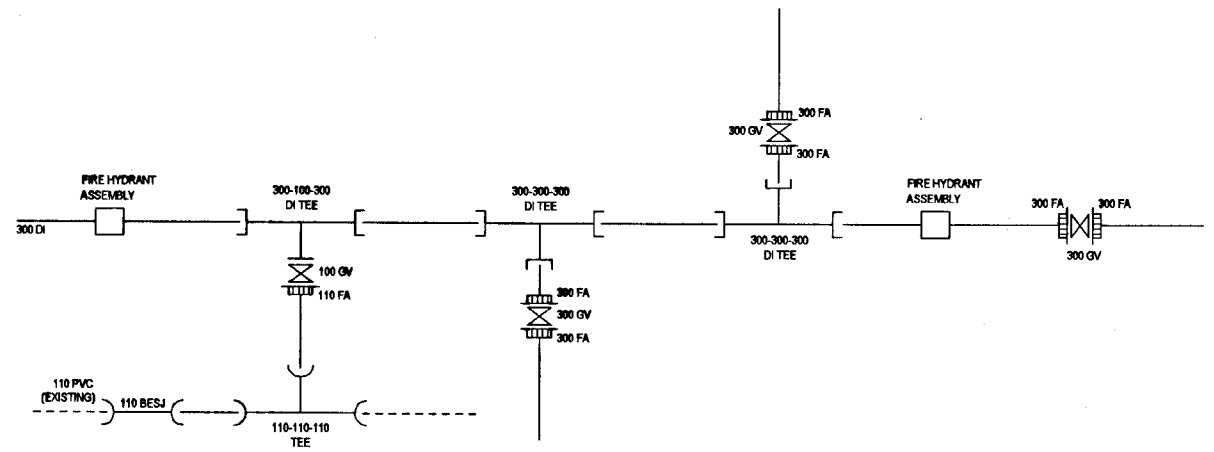 300 FA
300 GV
300 FA
FIRE HYDRANT
ASSEMBLY
300-100-300
DI TEE
300-300-300
DI TEE
FIRE HYDRANT
ASSEMBLY
300 FA
300 FA
300 DI
300-300-300
DI TEE
300 GV
100 GV
110 FA
300 FA
300 GV
300 FA
110 PVC
(EXISTING)
110 BESJ
110-110-110
TEE